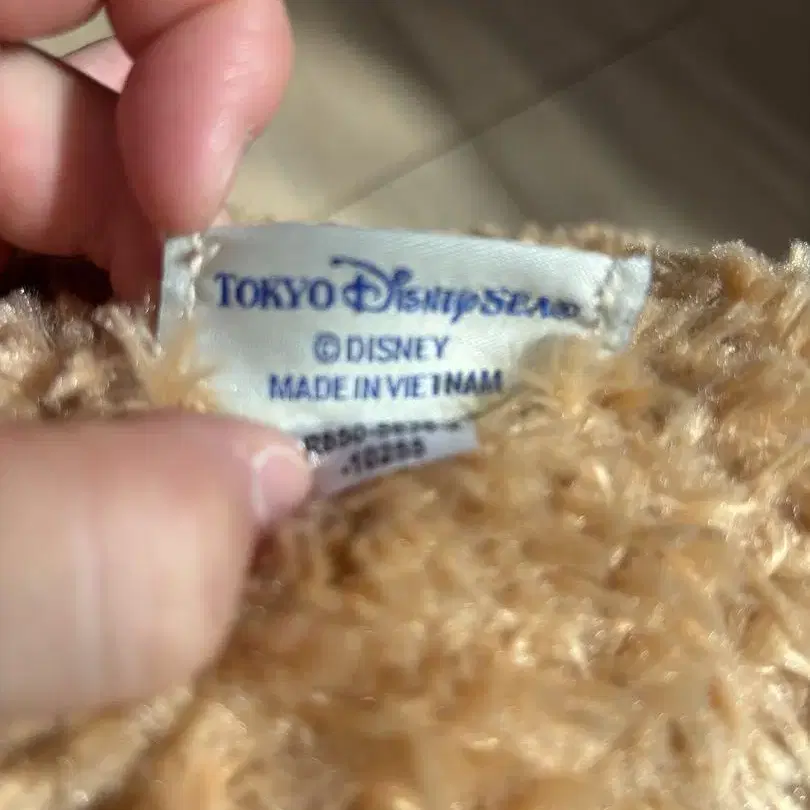 TOKYO DISNEYSEA
©DISNEY
MADE IN VIETNAM
-10255